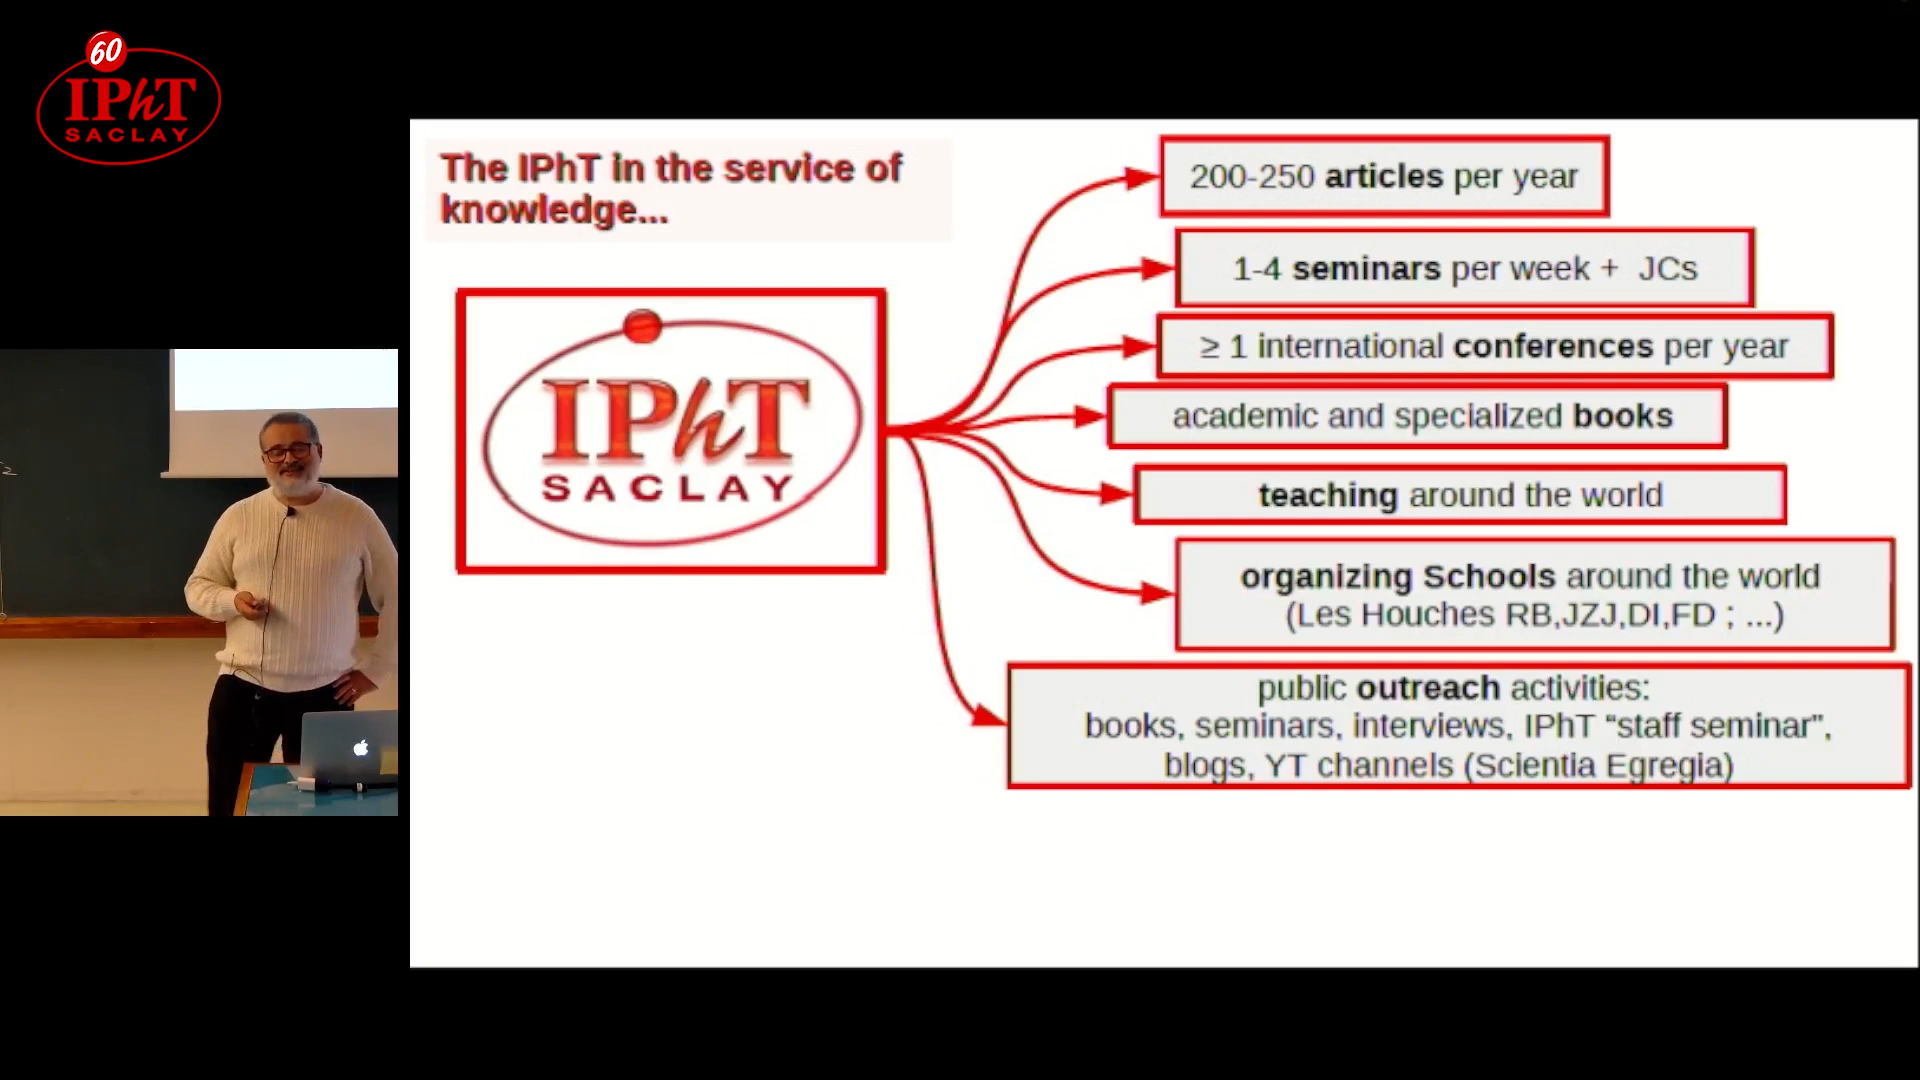 60
IPhT
SACLAY
The IPhT in the service of
knowledge...
IPhT
SACLAY
200-250 articles per year
1-4 seminars per week + JCs
≥ 1 international conferences per year
academic and specialized books
teaching around the world
organizing Schools around the world
(Les Houches RB,JZJ,DI,FD ; ...)
public outreach activities:
books, seminars, interviews, IPhT “staff seminar”,
blogs, YT channels (Scientia Egregia)